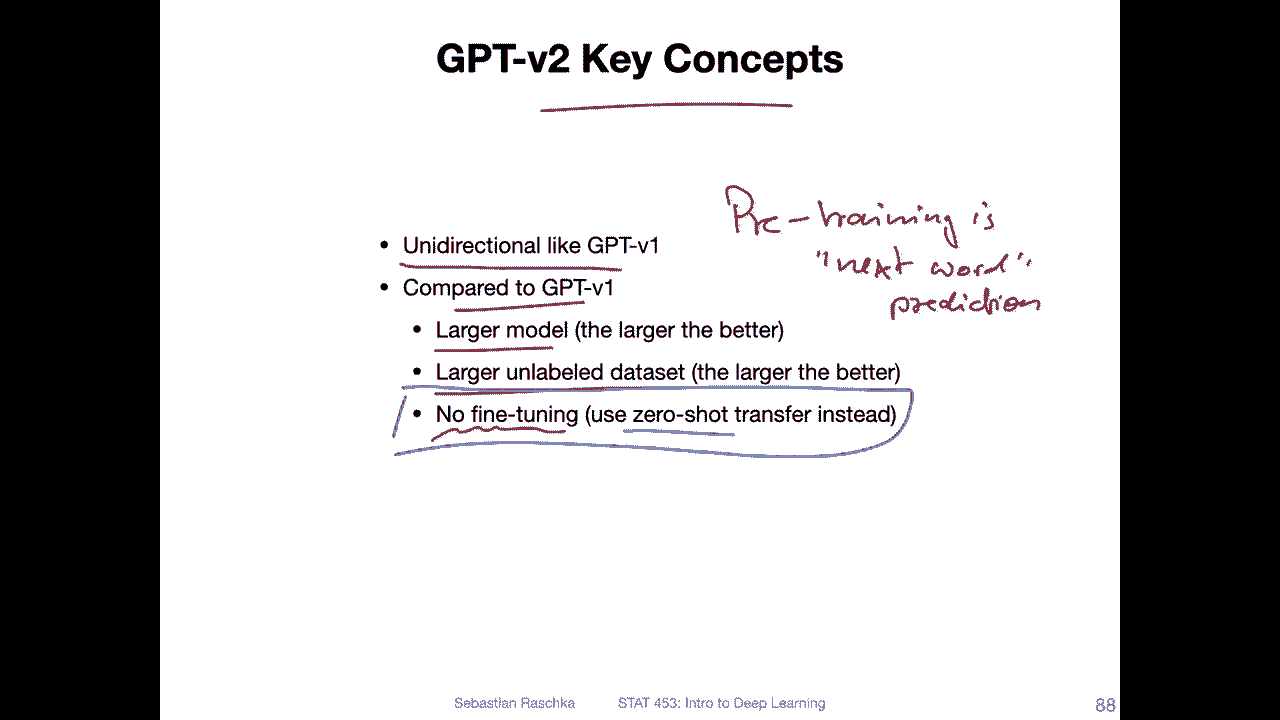 GPT-v2 Key Concepts
Pre-training is
"next word"
prediction
• Unidirectional like GPT-v1
• Compared to GPT-v1
• Larger model (the larger the better)
• Larger unlabeled dataset (the larger the better)
• No fine-tuning (use zero-shot transfer instead)
Sebastian Raschka STAT 453: Intro to Deep Learning 88